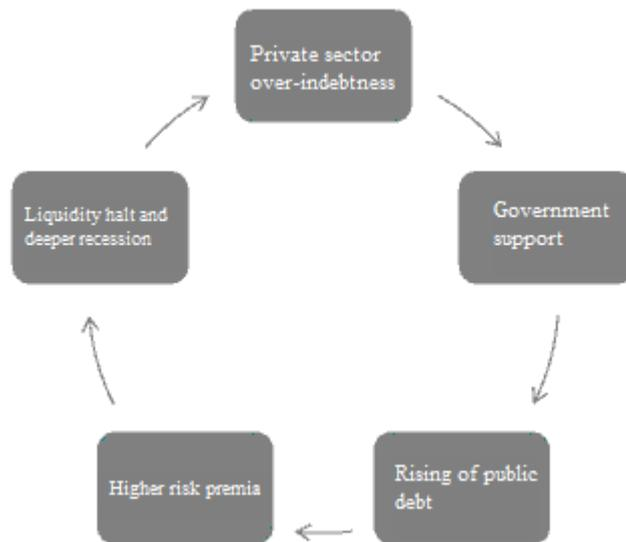 Private sector
over-indebtness
Government
support
Rising of public
debt
Higher risk premia
Liquidity halt and
deeper recession